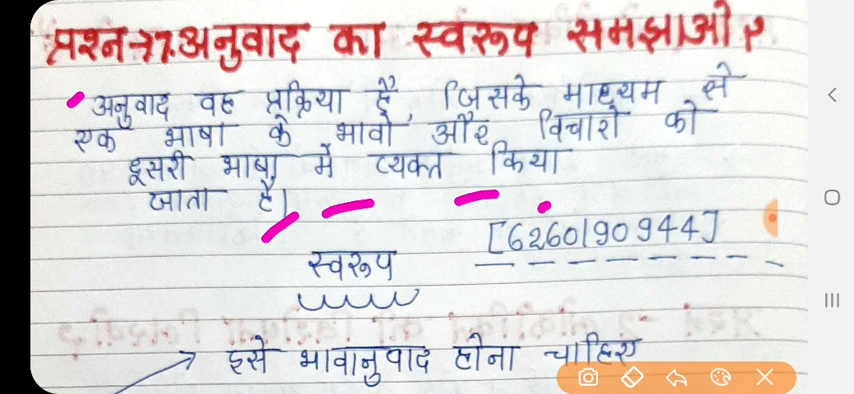 प्रश्न→7.अनुवाद का स्वरूप समझाओ?
अनुवाद वह प्रक्रिया है, जिसके माध्यम से
एक भाषा के भावों और विचारों को
दूसरी भाषा में व्यक्त किया
जाता है।
[6260190944]
स्वरूप
→ इसे भावानुवाद होना चाहिए